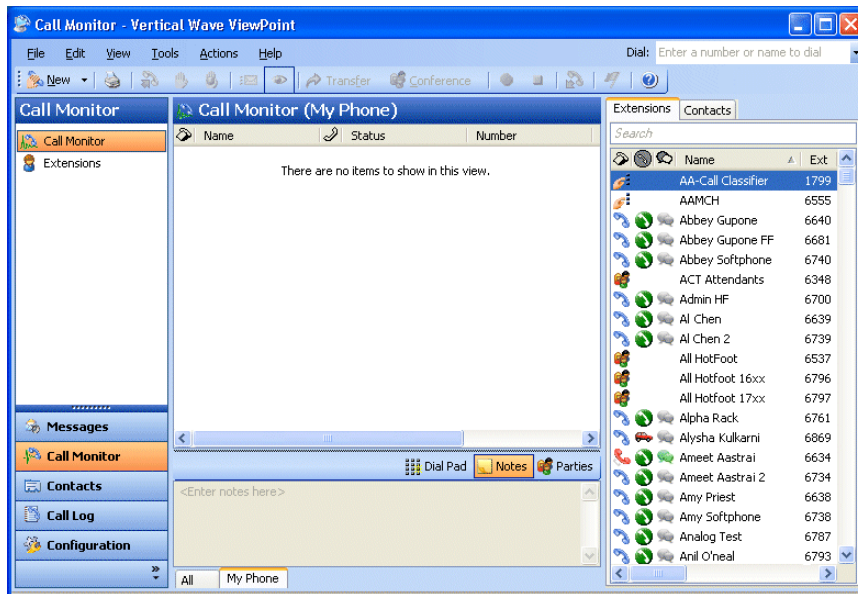 Call Monitor - Vertical Wave ViewPoint
File Edit View Tools Actions Help
Dial: Enter a number or name to dial
New Transfer Conference
Call Monitor
Call Monitor
Extensions
Messages
Call Monitor
Contacts
Call Log
Configuration
Call Monitor (My Phone)
Name Status Number
There are no items to show in this view.
Dial Pad Notes Parties
<Enter notes here>
All My Phone
Extensions Contacts
Search
Name Ext
AA-Call Classifier 1799
AAMCH 6555
Abbey Gupone 6640
Abbey Gupone FF 6681
Abbey Softphone 6740
ACT Attendants 6348
Admin HF 6700
Al Chen 6639
Al Chen 2 6739
All HotFoot 6537
All Hotfoot 16xx 6796
All Hotfoot 17xx 6797
Alpha Rack 6761
Alysha Kulkarni 6869
Ameet Aastrai 6634
Ameet Aastrai 2 6734
Amy Priest 6638
Amy Softphone 6738
Analog Test 6787
Anil O'neal 6793